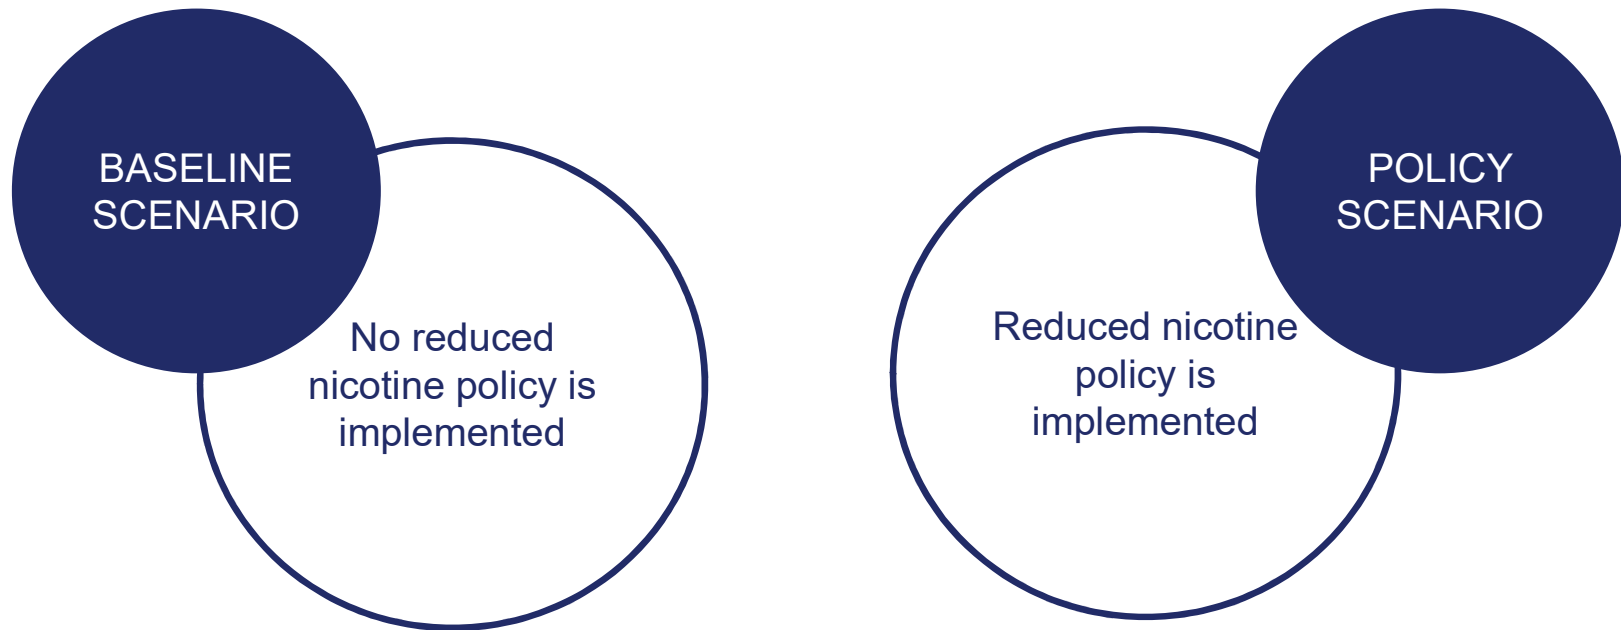 BASELINE
SCENARIO
No reduced
nicotine policy is
implemented
POLICY
SCENARIO
Reduced nicotine
policy is
implemented